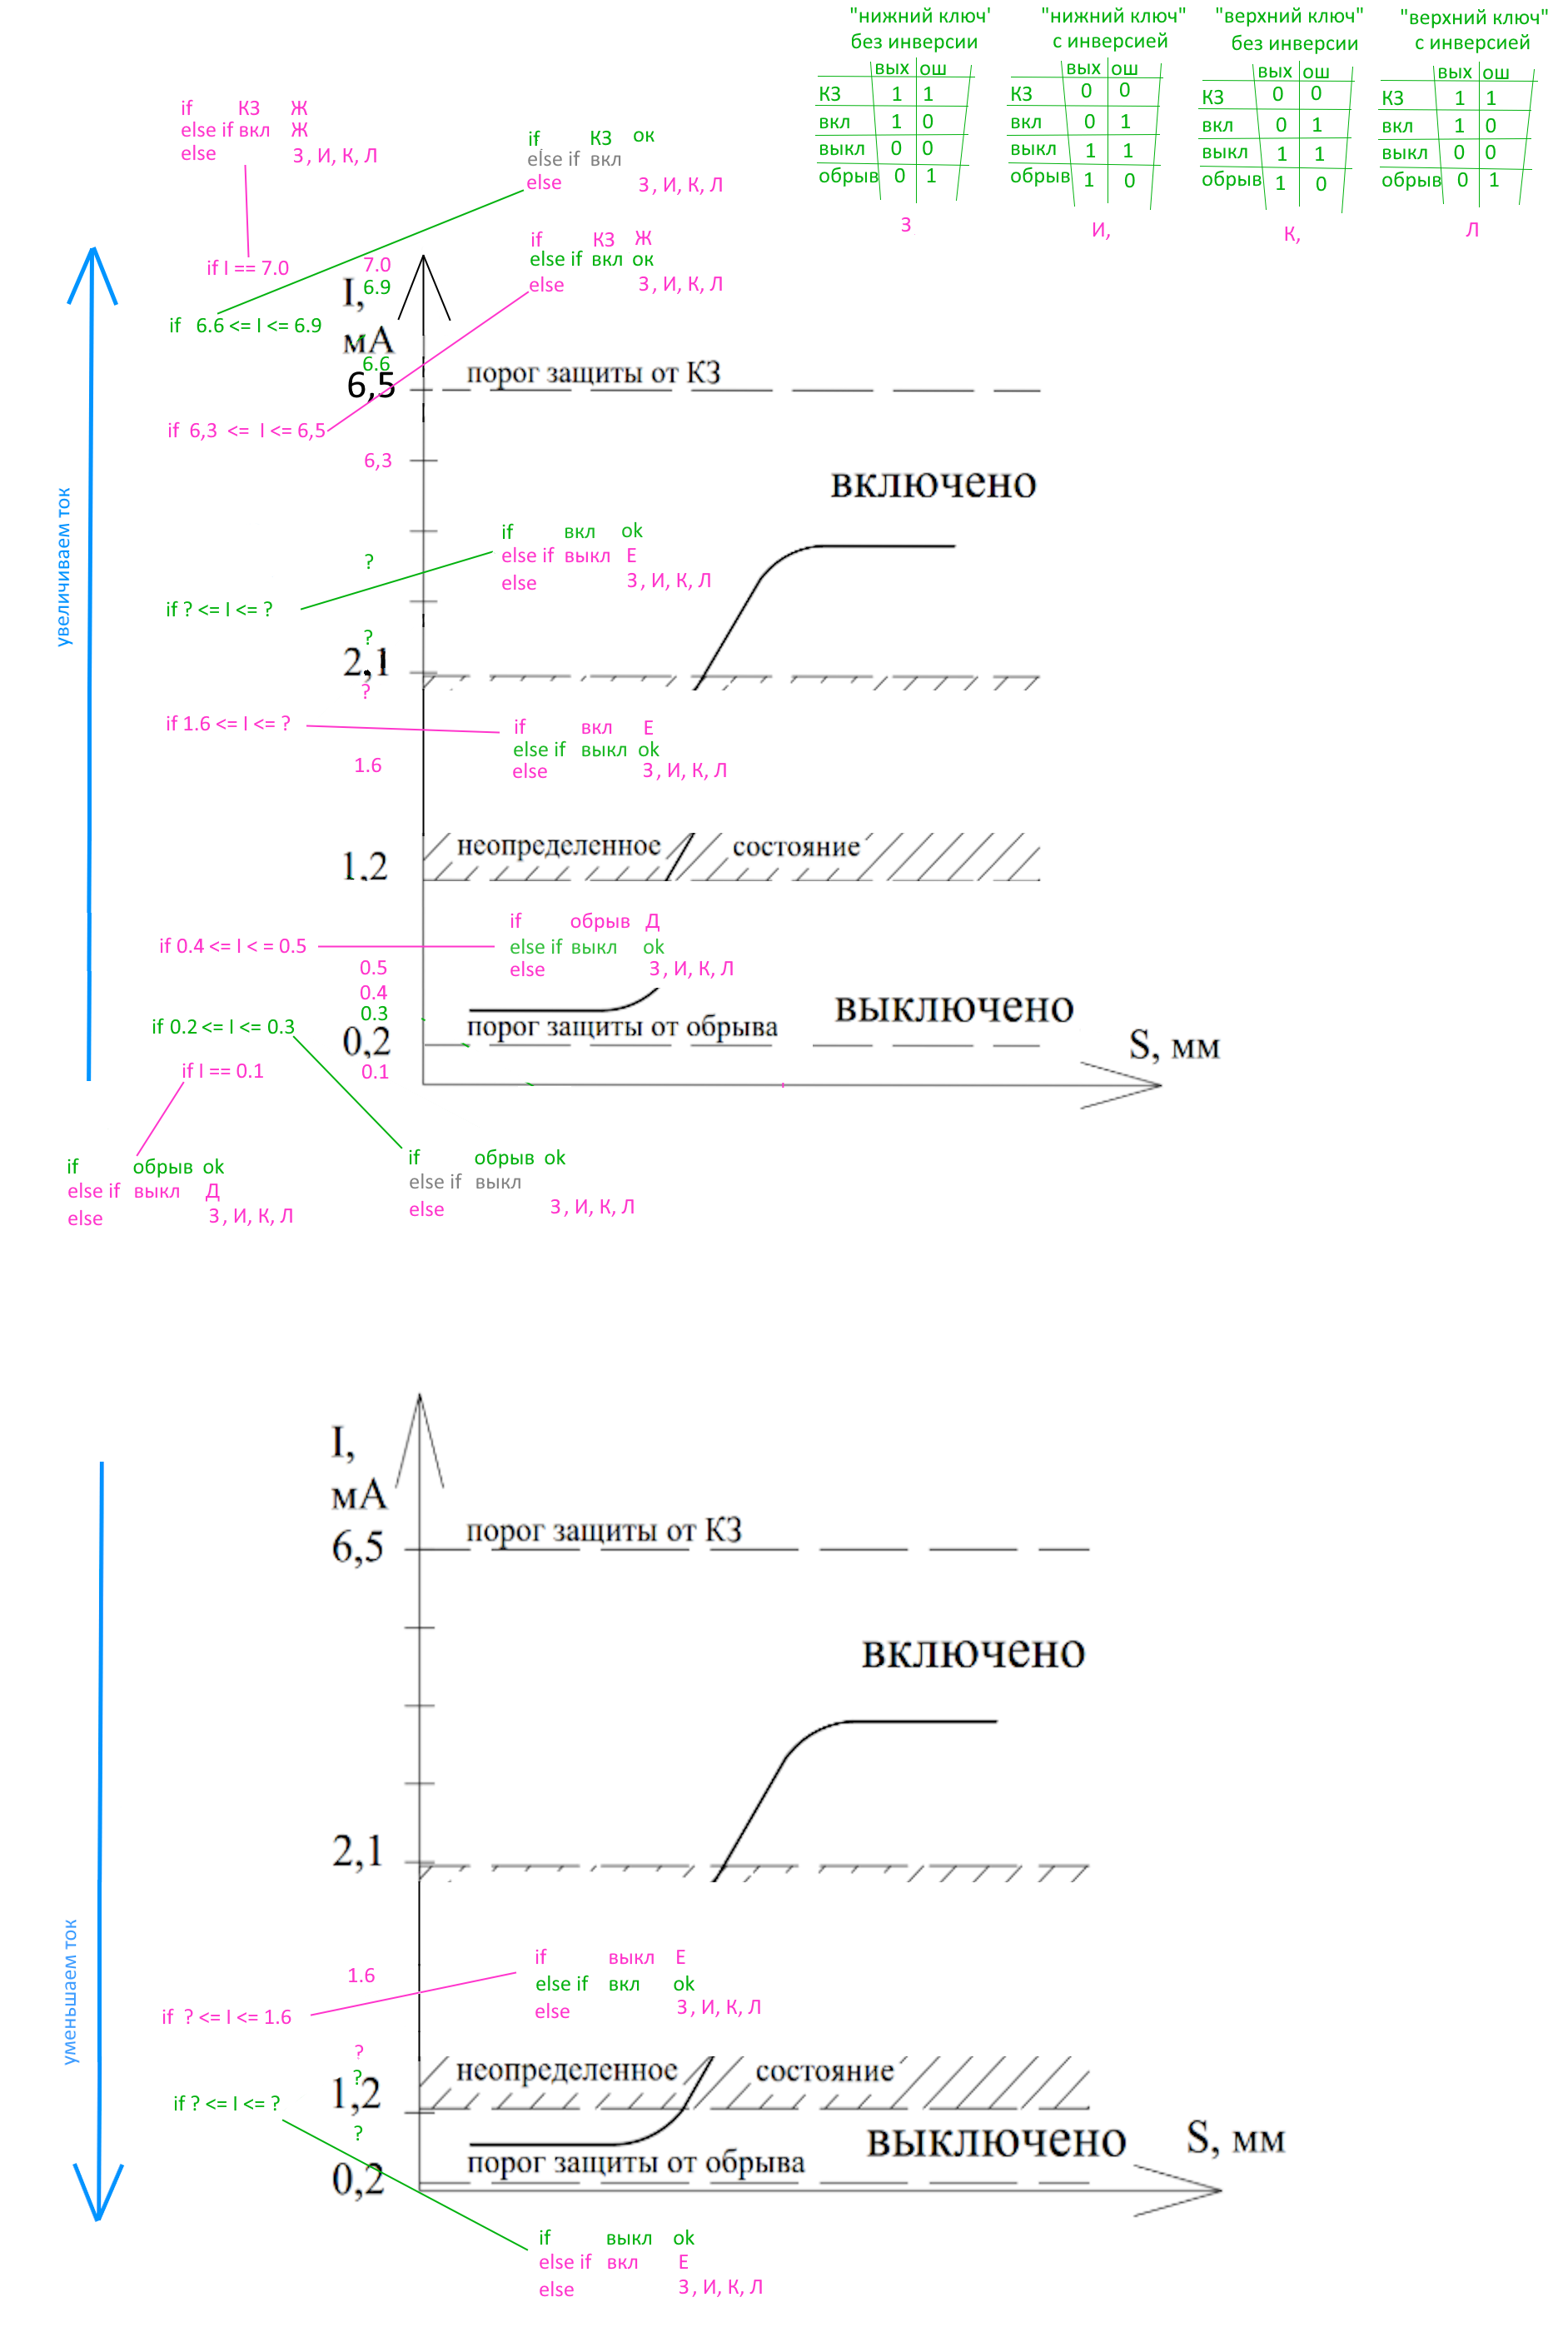 "нижний ключ'
без инверсии
вых ош
КЗ 1 1
вкл 1 0
выкл 0 0
обрыв 0 1
З
"нижний ключ"
с инверсией
вых ош
КЗ 0 0
вкл 0 1
выкл 1 1
обрыв 1 0
И,
"верхний ключ"
без инверсии
вых ош
КЗ 0 0
вкл 0 1
выкл 1 1
обрыв 1 0
К,
"верхний ключ"
с инверсией
вых ош
КЗ 1 1
вкл 1 0
выкл 0 0
обрыв 0 1
Л
if КЗ Ж
else if вкл Ж
else З, И, К, Л
if КЗ ок
else if вкл
else З, И, К, Л
if КЗ Ж
else if вкл ок
else З, И, К, Л
if I == 7.0
7.0
6.9
I,
мА
if 6.6 <= I <= 6.9
6.6
6,5
порог защиты от КЗ
if 6,3 <= I <= 6,5
6,3
включено
увеличиваем ток
if вкл ok
else if выкл Е
else З, И, К, Л
?
if ? <= I <= ?
?
2,1
?
if 1.6 <= I <= ?
if вкл Е
else if выкл ok
else З, И, К, Л
1.6
неопределенное состояние
1,2
if обрыв Д
else if выкл ok
else З, И, К, Л
if 0.4 <= I < = 0.5
0.5
0.4
0.3
выключено
if 0.2 <= I <= 0.3
порог защиты от обрыва
0,2
S, мм
if I == 0.1
0.1
if обрыв ok
else if выкл Д
else З, И, К, Л
if обрыв ok
else if выкл
else З, И, К, Л
I,
мА
6,5
порог защиты от КЗ
включено
2,1
уменьшаем ток
if выкл Е
else if вкл ok
else З, И, К, Л
1.6
if ? <= I <= 1.6
?
неопределенное состояние
?
1,2
if ? <= I <= ?
?
выключено
S, мм
порог защиты от обрыва
0,2
if выкл ok
else if вкл Е
else З, И, К, Л